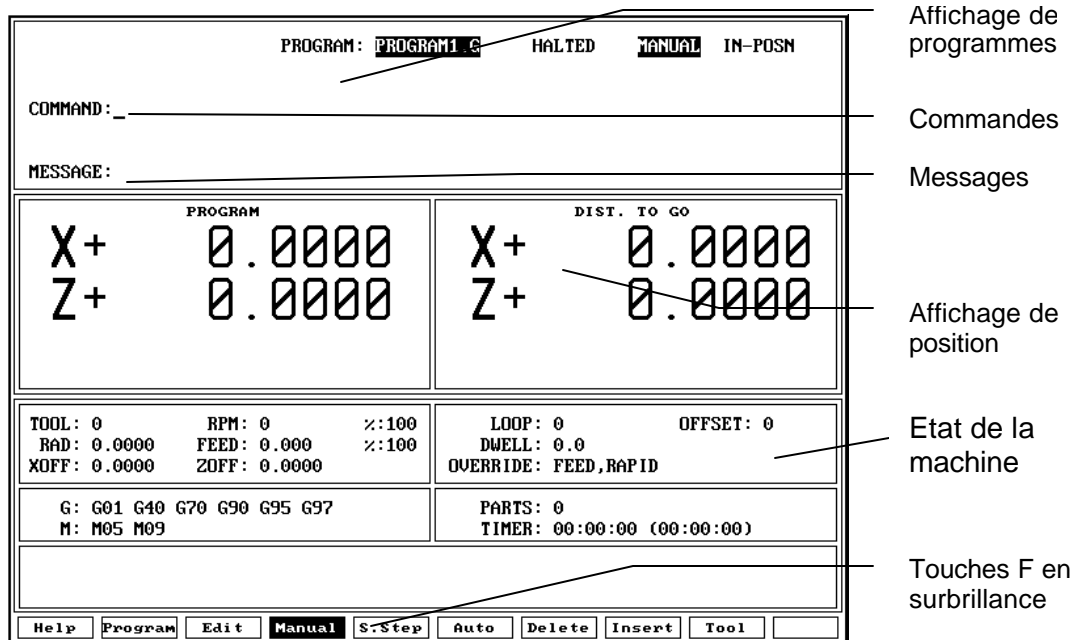 PROGRAM: PROGRAM1.G HALTED MANUAL IN-POSN
COMMAND:_
MESSAGE:
PROGRAM
X+ 0.0000
Z+ 0.0000
DIST. TO GO
X+ 0.0000
Z+ 0.0000
TOOL: 0 RPM: 0 %:100
RAD: 0.0000 FEED: 0.000 %:100
XOFF: 0.0000 ZOFF: 0.0000
LOOP: 0 OFFSET: 0
DWELL: 0.0
OVERRIDE: FEED,RAPID
G: G01 G40 G70 G90 G95 G97
M: M05 M09
PARTS: 0
TIMER: 00:00:00 (00:00:00)
Help Program Edit Manual S.Step Auto Delete Insert Tool
Affichage de
programmes
Commandes
Messages
Affichage de
position
Etat de la
machine
Touches F en
surbrillance